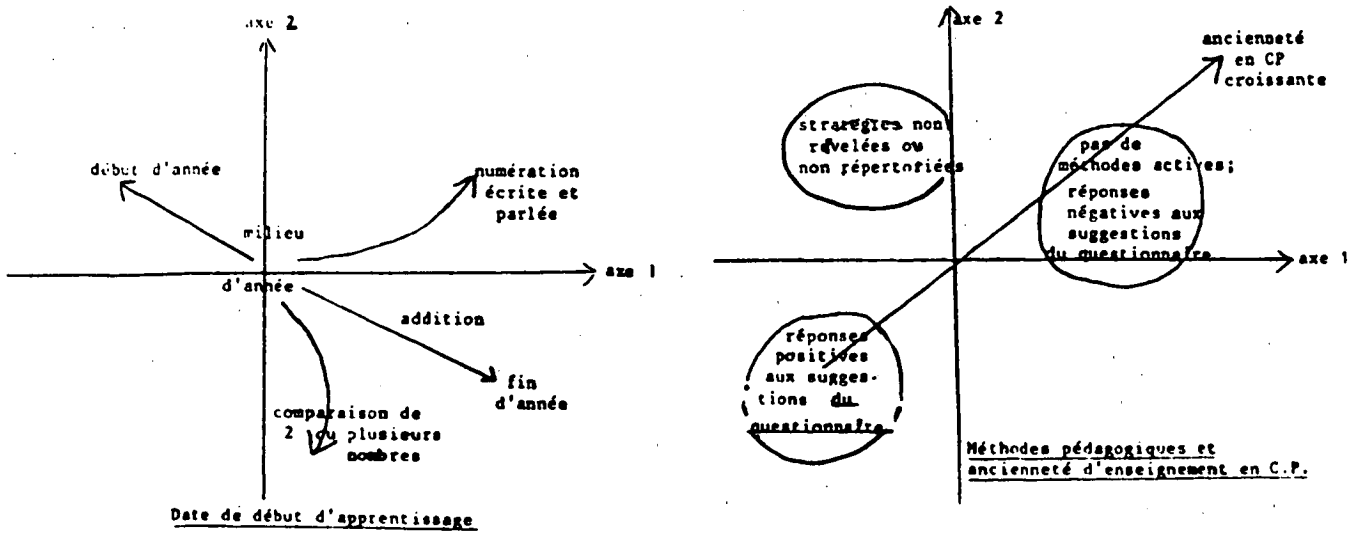 axe 2
début d'année
numération
écrite et
parlée
milieu
axe 1
d'année
addition
fin
d'année
comparaison de
2 ou plusieurs
nombres
Date de début d'apprentissage
axe 2
ancienneté
en CP
croissante
stratégies non
révelées ou
non répertoriées
pas de
méthodes actives;
réponses
négatives aux
suggestions
du questionnaire
axe 1
réponses
positives
aux sugges-
tions du
questionnaire
Méthodes pédagogiques et
ancienneté d'enseignement en C.P.